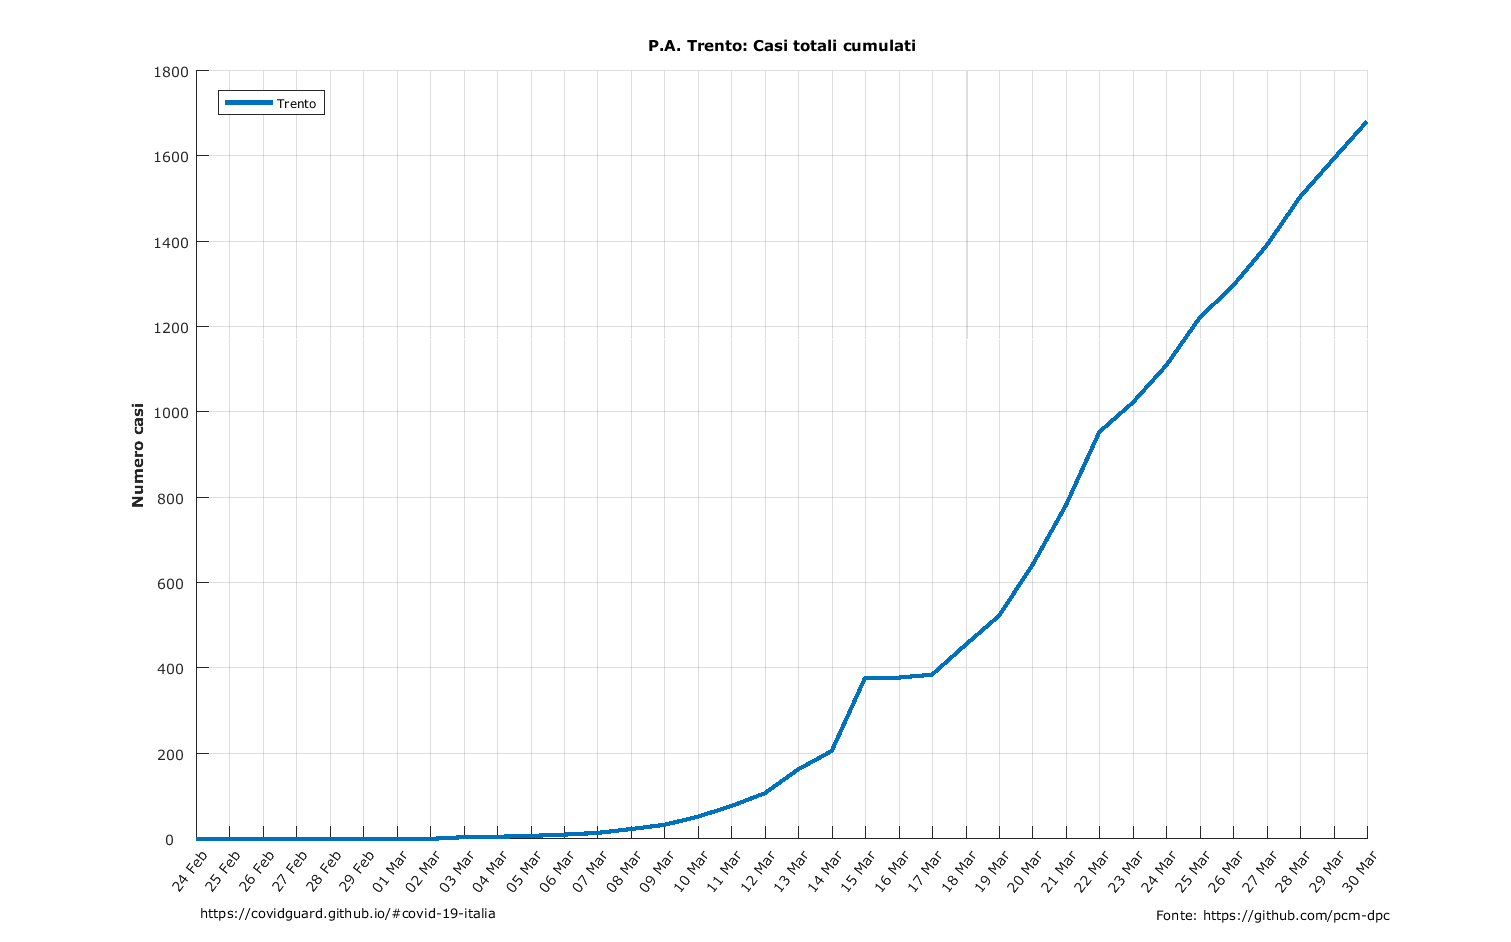 P.A. Trento: Casi totali cumulati
1800
Trento
1600
1400
1200
1000
800
600
400
200
0
Numero casi
24 Feb
25 Feb
26 Feb
27 Feb
28 Feb
29 Feb
01 Mar
02 Mar
03 Mar
04 Mar
05 Mar
06 Mar
07 Mar
08 Mar
09 Mar
10 Mar
11 Mar
12 Mar
13 Mar
14 Mar
15 Mar
16 Mar
17 Mar
18 Mar
19 Mar
20 Mar
21 Mar
22 Mar
23 Mar
24 Mar
25 Mar
26 Mar
27 Mar
28 Mar
29 Mar
30 Mar
https://covidguard.github.io/#covid-19-italia
Fonte: https://github.com/pcm-dpc